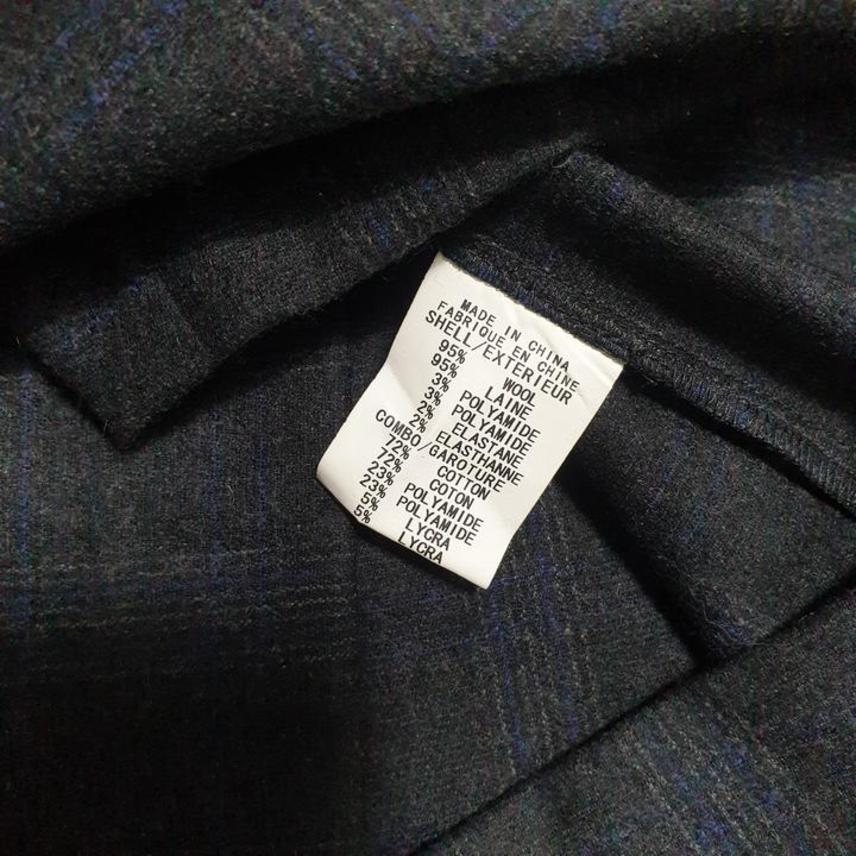 MADE IN CHINA
FABRIQUE EN CHINE
SHELL/EXTERIEUR
95% WOOL
95% LAINE
3% POLYAMIDE
3% POLYAMIDE
2% ELASTANE
2% ELASTHANNE
COMBO/GAROTURE
72% COTTON
72% COTON
23% POLYAMIDE
23% POLYAMIDE
5% LYCRA
5% LYCRA